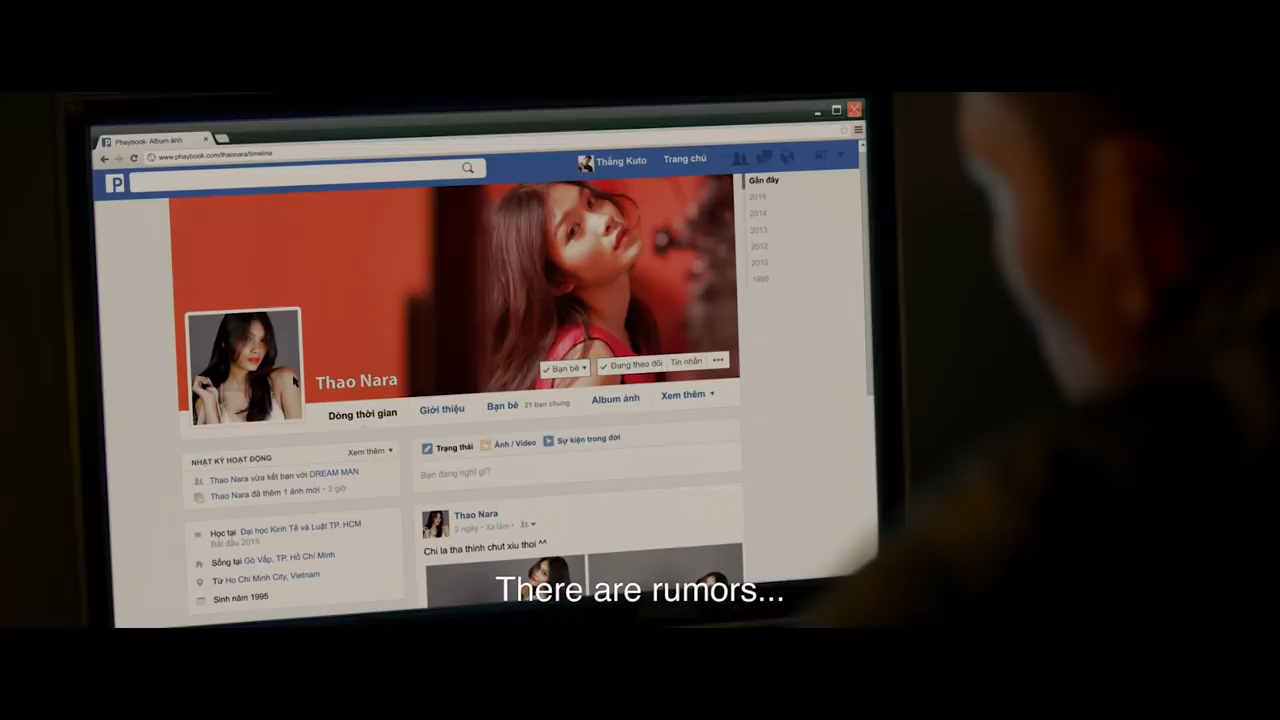 Phaybook- Album ảnh
www.phaybook.com/thaonara/timeline
P
Thắng Kuto
Trang chủ
Gần đây
2015
2014
2013
2012
2010
1995
Thao Nara
Bạn bè
Đang theo dõi
Tin nhắn
Dòng thời gian
Giới thiệu
Bạn bè 21 bạn chung
Album ảnh
Xem thêm
NHẬT KÝ HOẠT ĐỘNG
Xem thêm
Thao Nara vừa kết bạn với DREAM MAN
Thao Nara đã thêm 1 ảnh mới • 2 giờ
Học tại Đại học Kinh Tế và Luật TP. HCM
Bắt đầu 2015
Sống tại Gò Vấp, TP. Hồ Chí Minh
Từ Ho Chi Minh City, Vietnam
Sinh năm 1995
Trạng thái
Ảnh / Video
Sự kiện trong đời
Bạn đang nghĩ gì?
Thao Nara
2 ngày • Xa lắm •
Chi la tha thinh chut xiu thoi ^^
There are rumors...